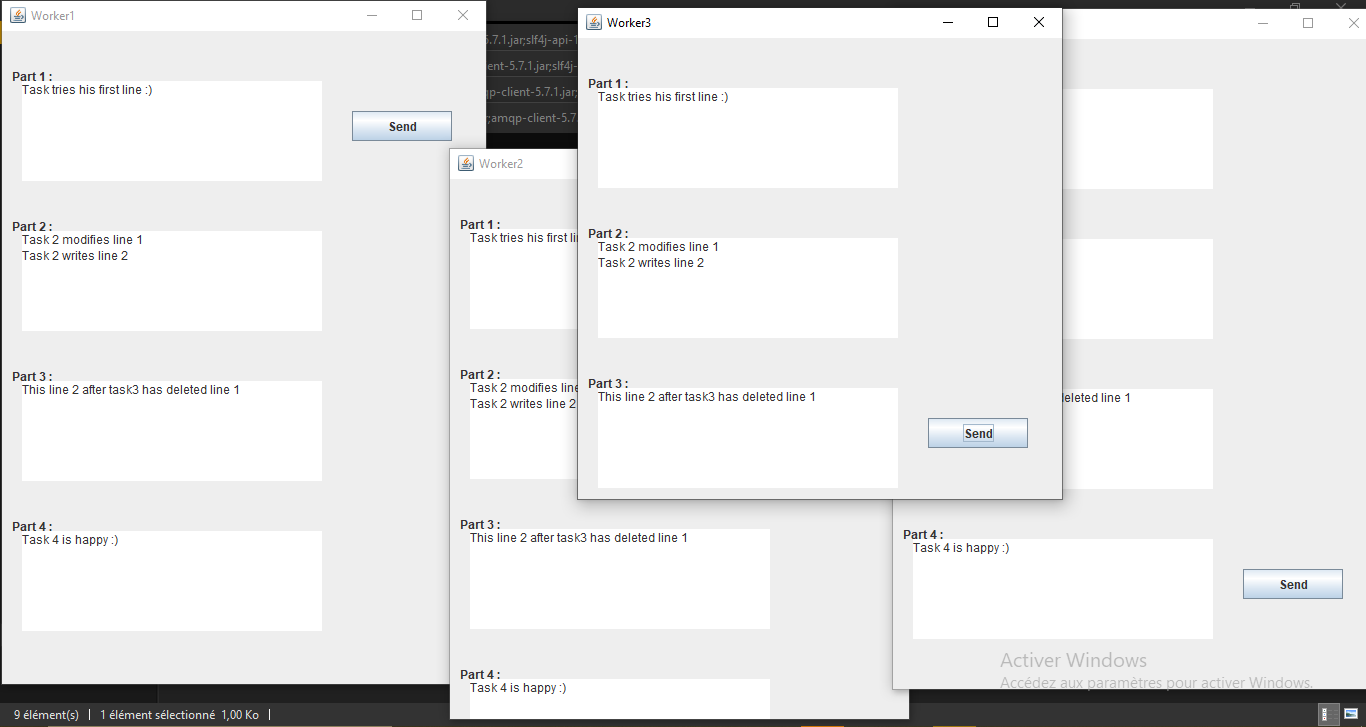 Worker1
Part 1 :
Task tries his first line :)
Send
Part 2 :
Task 2 modifies line 1
Task 2 writes line 2
Part 3 :
This line 2 after task3 has deleted line 1
Part 4 :
Task 4 is happy :)
5.7.1.jar;slf4j-api-1
ent-5.7.1.jar;slf4j-
qp-client-5.7.1.jar;
;amqp-client-5.7.
Worker2
Part 1 :
Task tries his first
Part 2 :
Task 2 modifies line
Task 2 writes line 2
Part 3 :
This line 2 after task3 has deleted line 1
Part 4 :
Task 4 is happy :)
Worker3
Part 1 :
Task tries his first line :)
Part 2 :
Task 2 modifies line 1
Task 2 writes line 2
Part 3 :
This line 2 after task3 has deleted line 1
Send
deleted line 1
Part 4 :
Task 4 is happy :)
Send
Activer Windows
Accédez aux paramètres pour activer Windows.
9 élément(s)
1 élément sélectionné 1,00 Ko